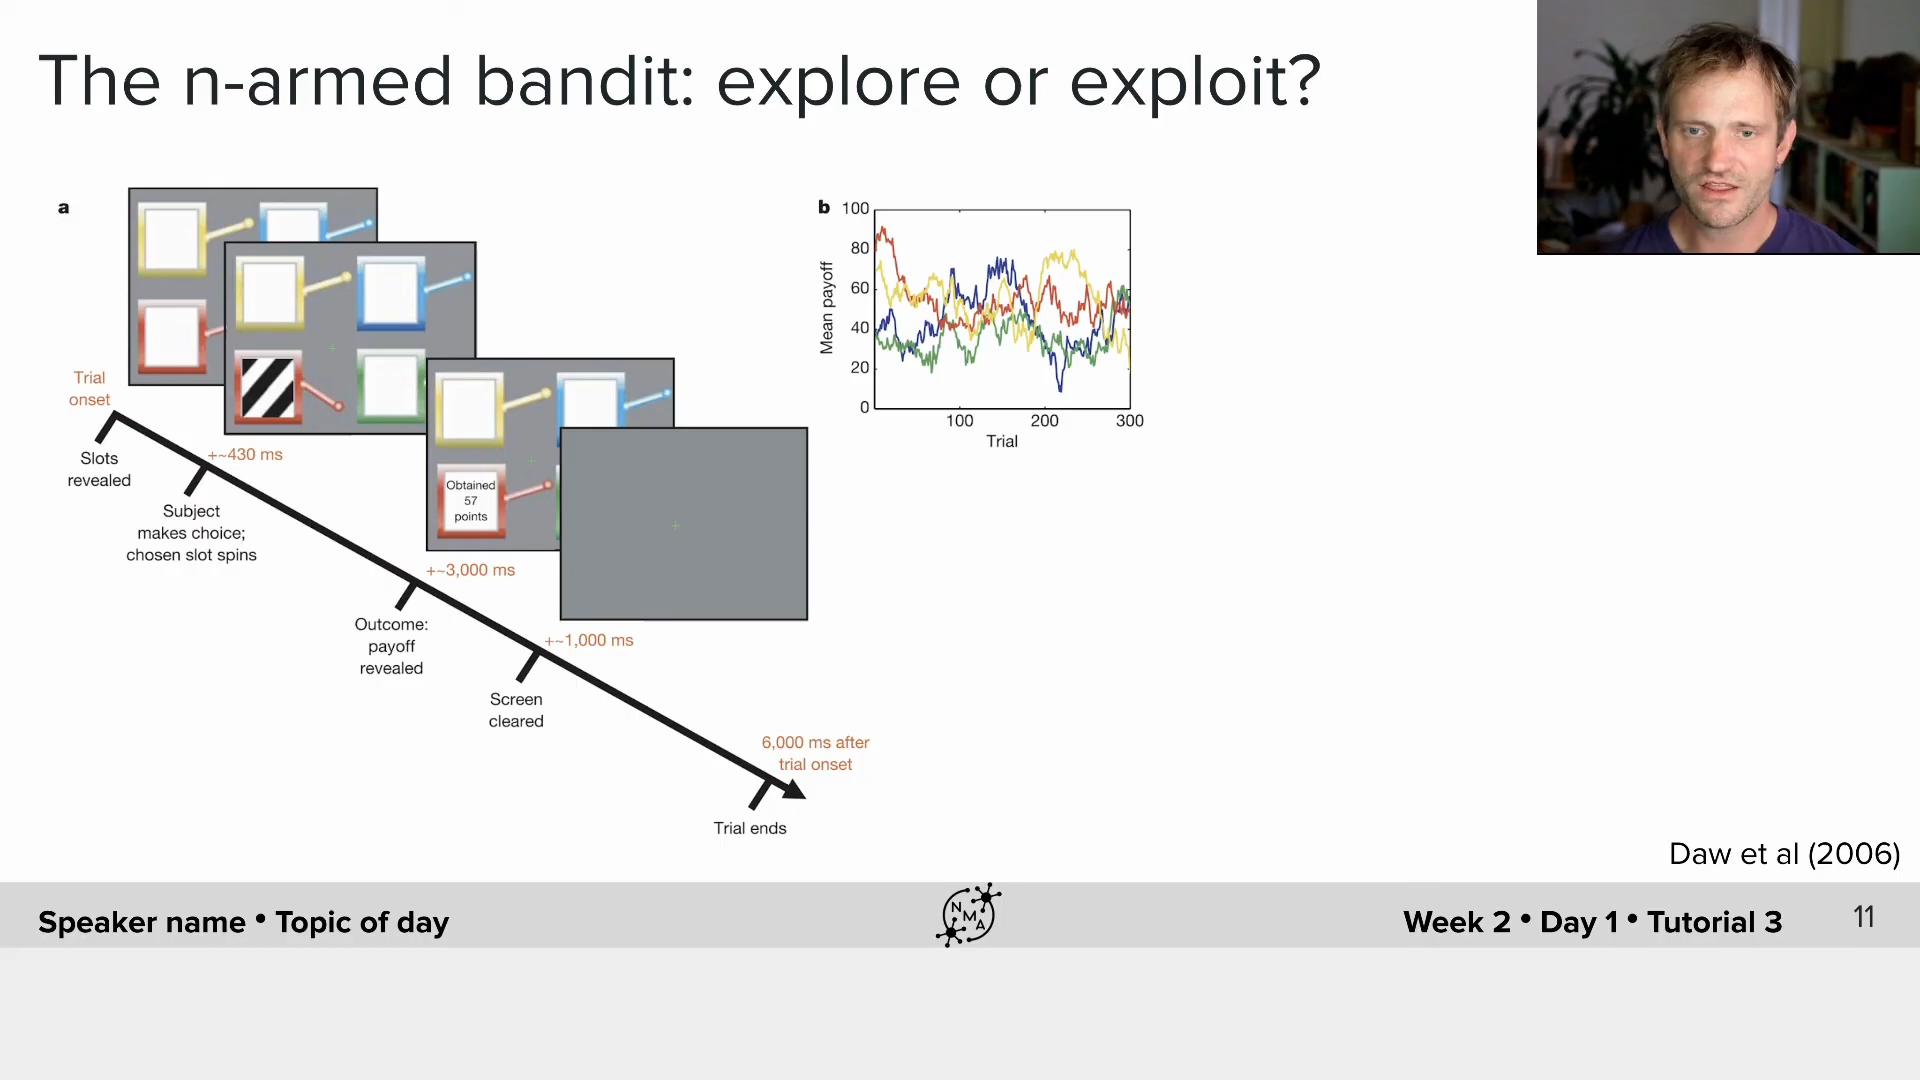 The n-armed bandit: explore or exploit?
a
Trial
onset
Slots
revealed
+~430 ms
Subject
makes choice;
chosen slot spins
Obtained
57
points
+~3,000 ms
Outcome:
payoff
revealed
+~1,000 ms
Screen
cleared
6,000 ms after
trial onset
Trial ends
b
100
80
60
40
20
0
Mean payoff
100 200 300
Trial
Daw et al (2006)
Speaker name • Topic of day
N
M
A
Week 2 • Day 1 • Tutorial 3
11